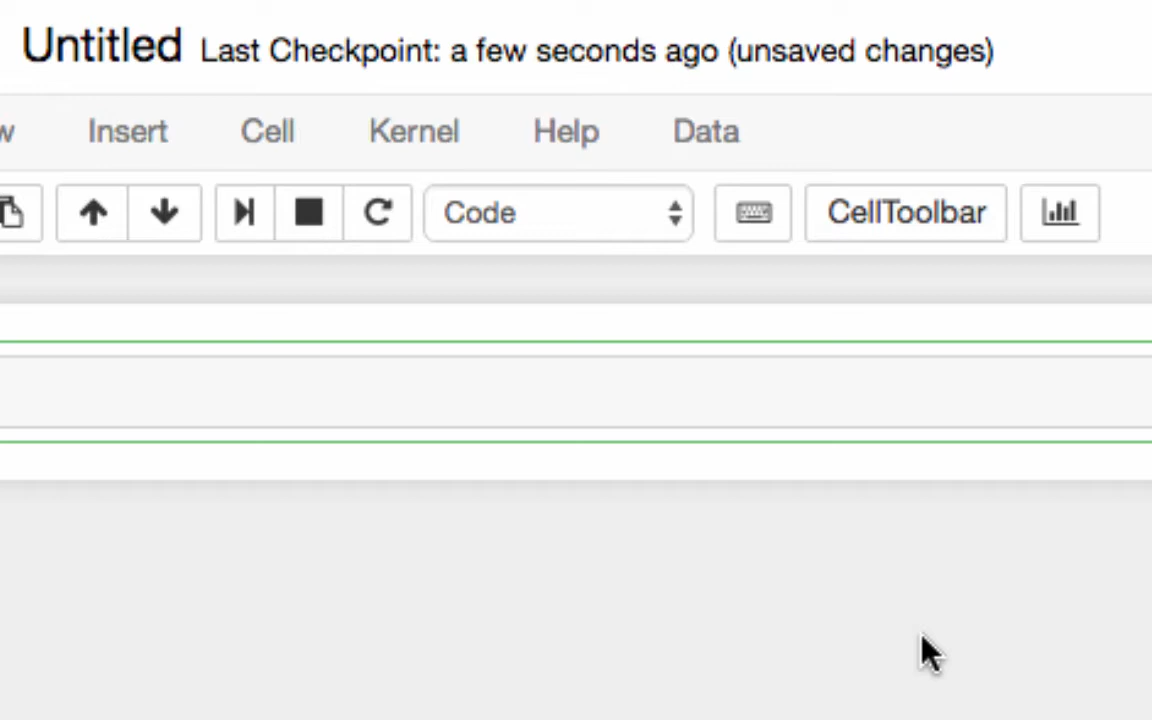 Untitled Last Checkpoint: a few seconds ago (unsaved changes)
w Insert Cell Kernel Help Data
Code CellToolbar